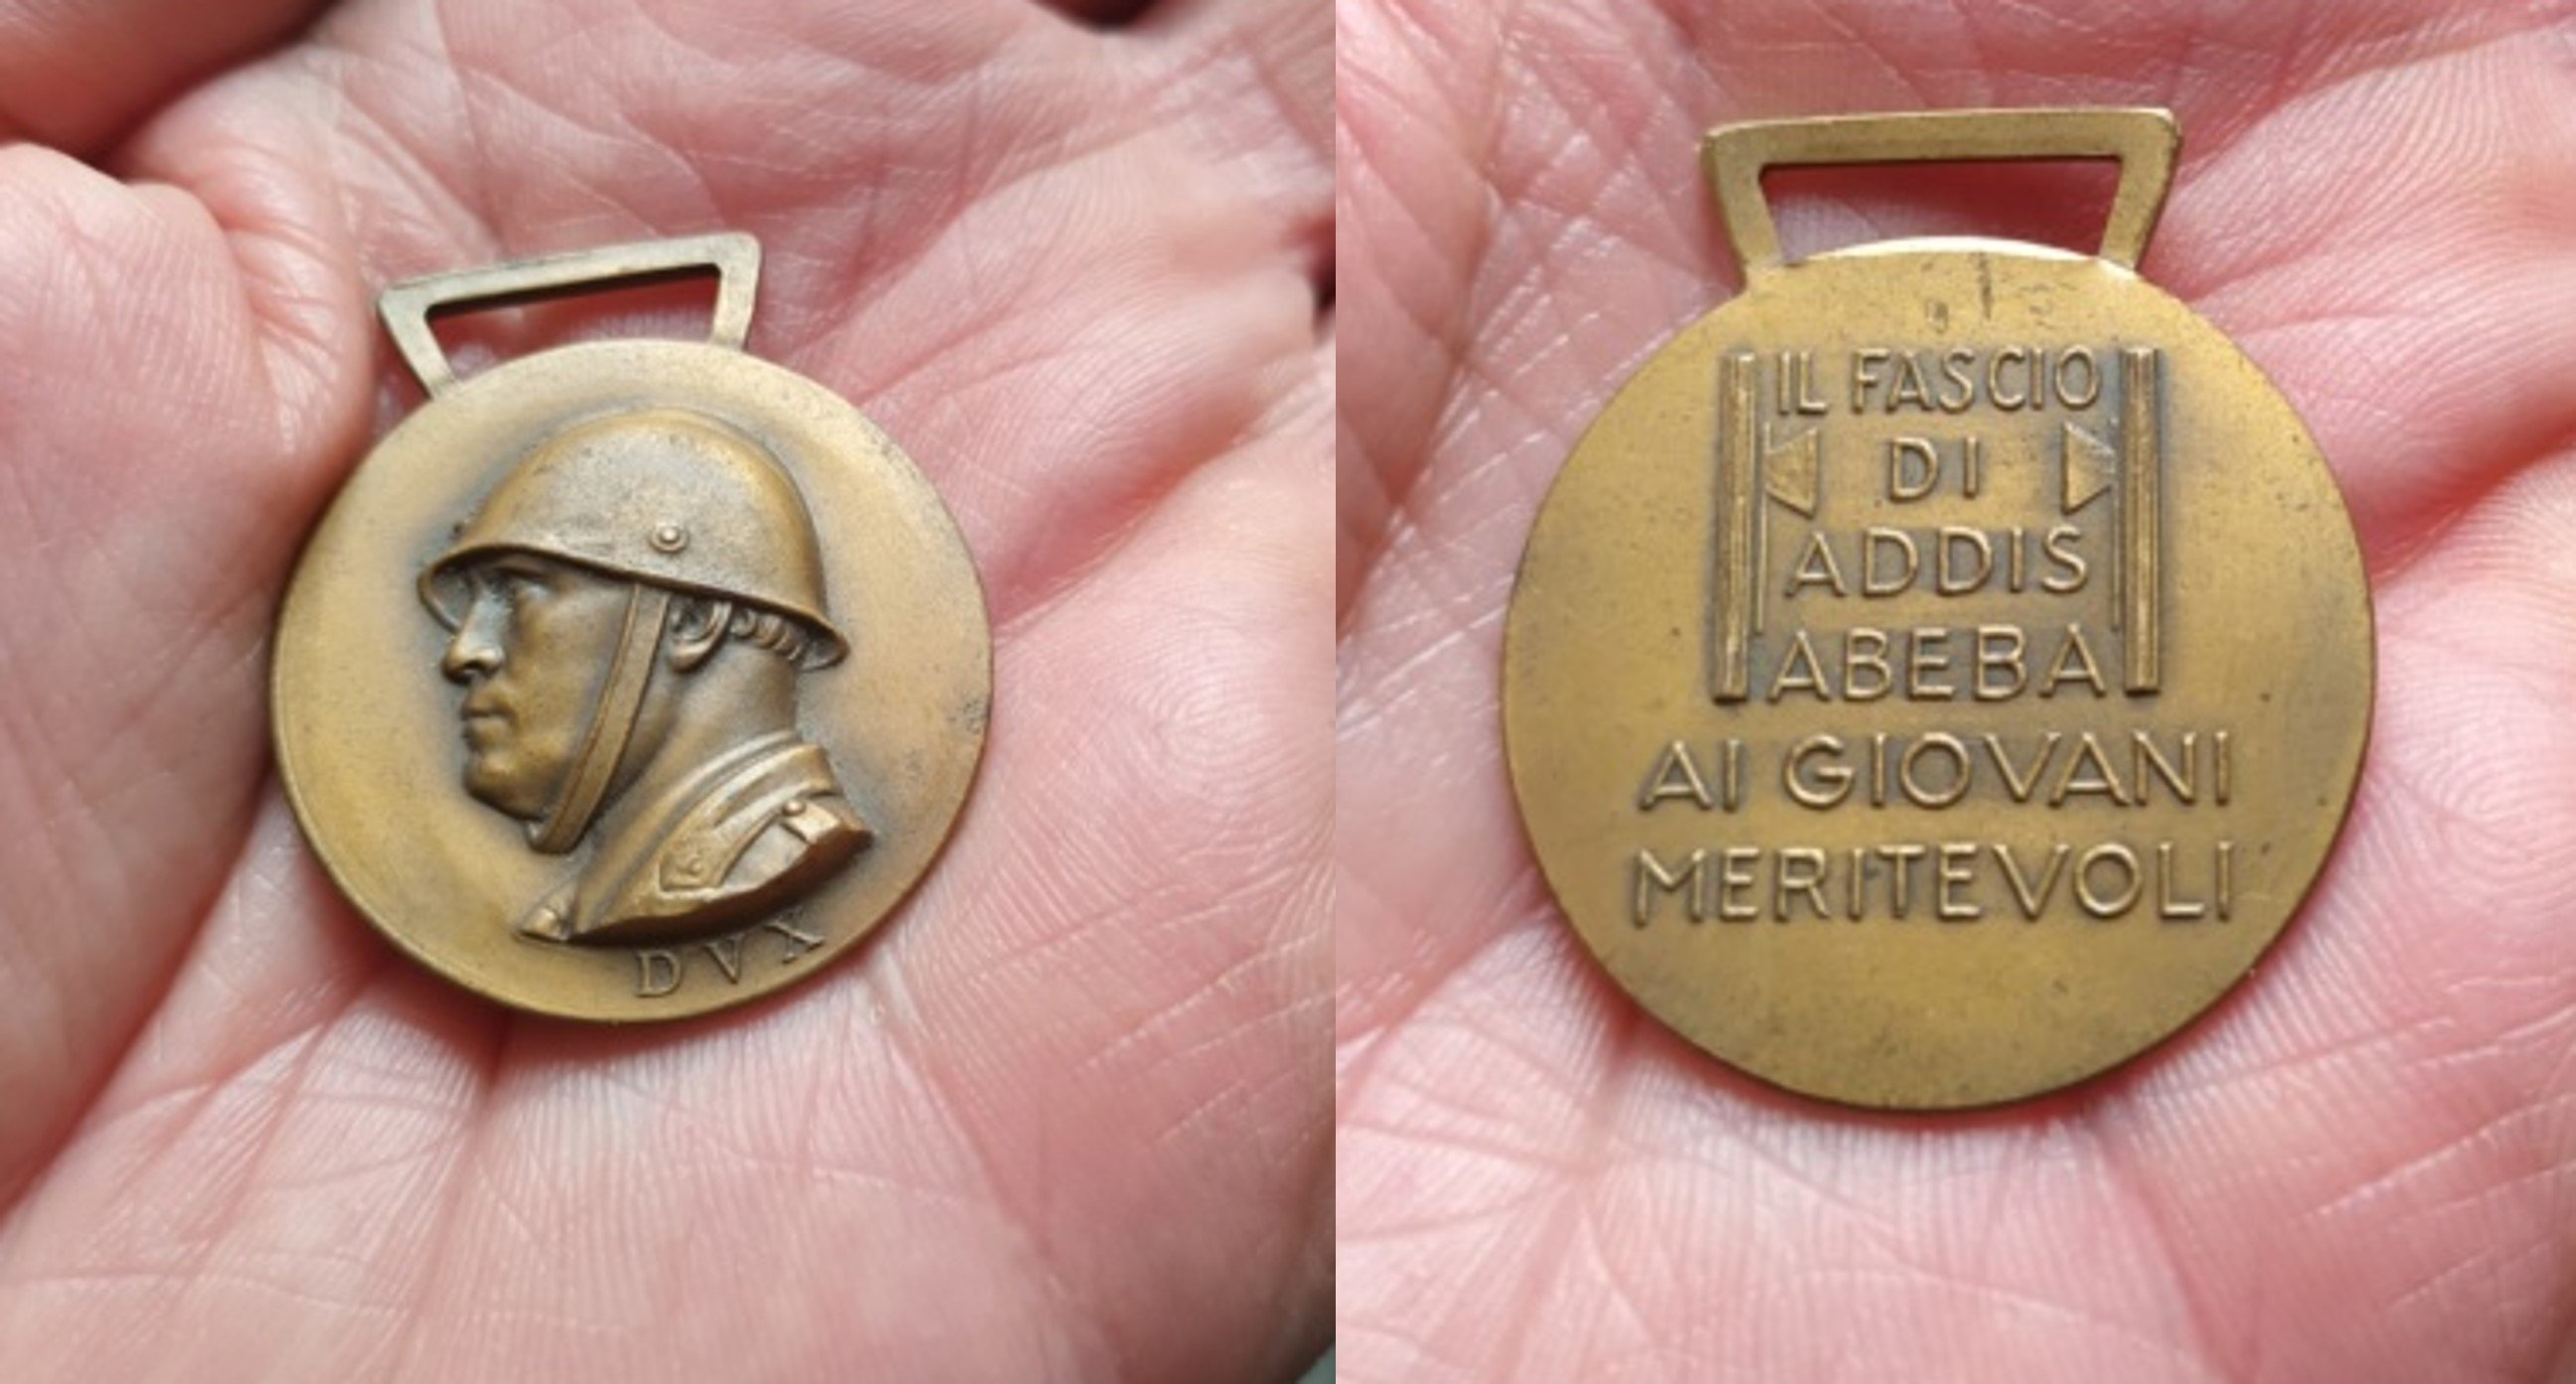 DVX
IL FASCIO
DI
ADDIS
ABEBA
AI GIOVANI
MERITEVOLI